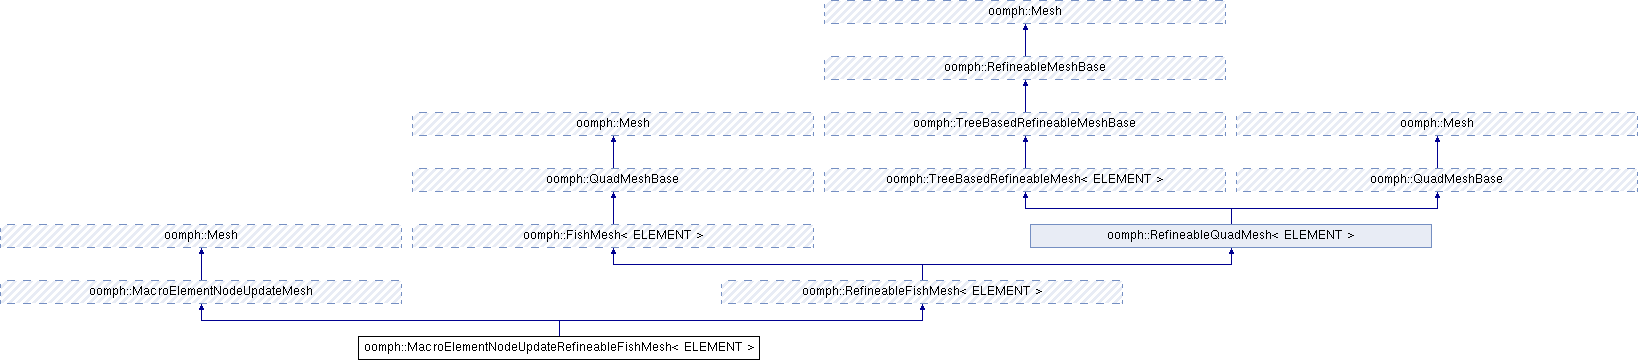 oomph::Mesh
oomph::RefineableMeshBase
oomph::Mesh
oomph::TreeBasedRefineableMeshBase
oomph::Mesh
oomph::QuadMeshBase
oomph::TreeBasedRefineableMesh< ELEMENT >
oomph::QuadMeshBase
oomph::Mesh
oomph::FishMesh< ELEMENT >
oomph::RefineableQuadMesh< ELEMENT >
oomph::MacroElementNodeUpdateMesh
oomph::RefineableFishMesh< ELEMENT >
oomph::MacroElementNodeUpdateRefineableFishMesh< ELEMENT >